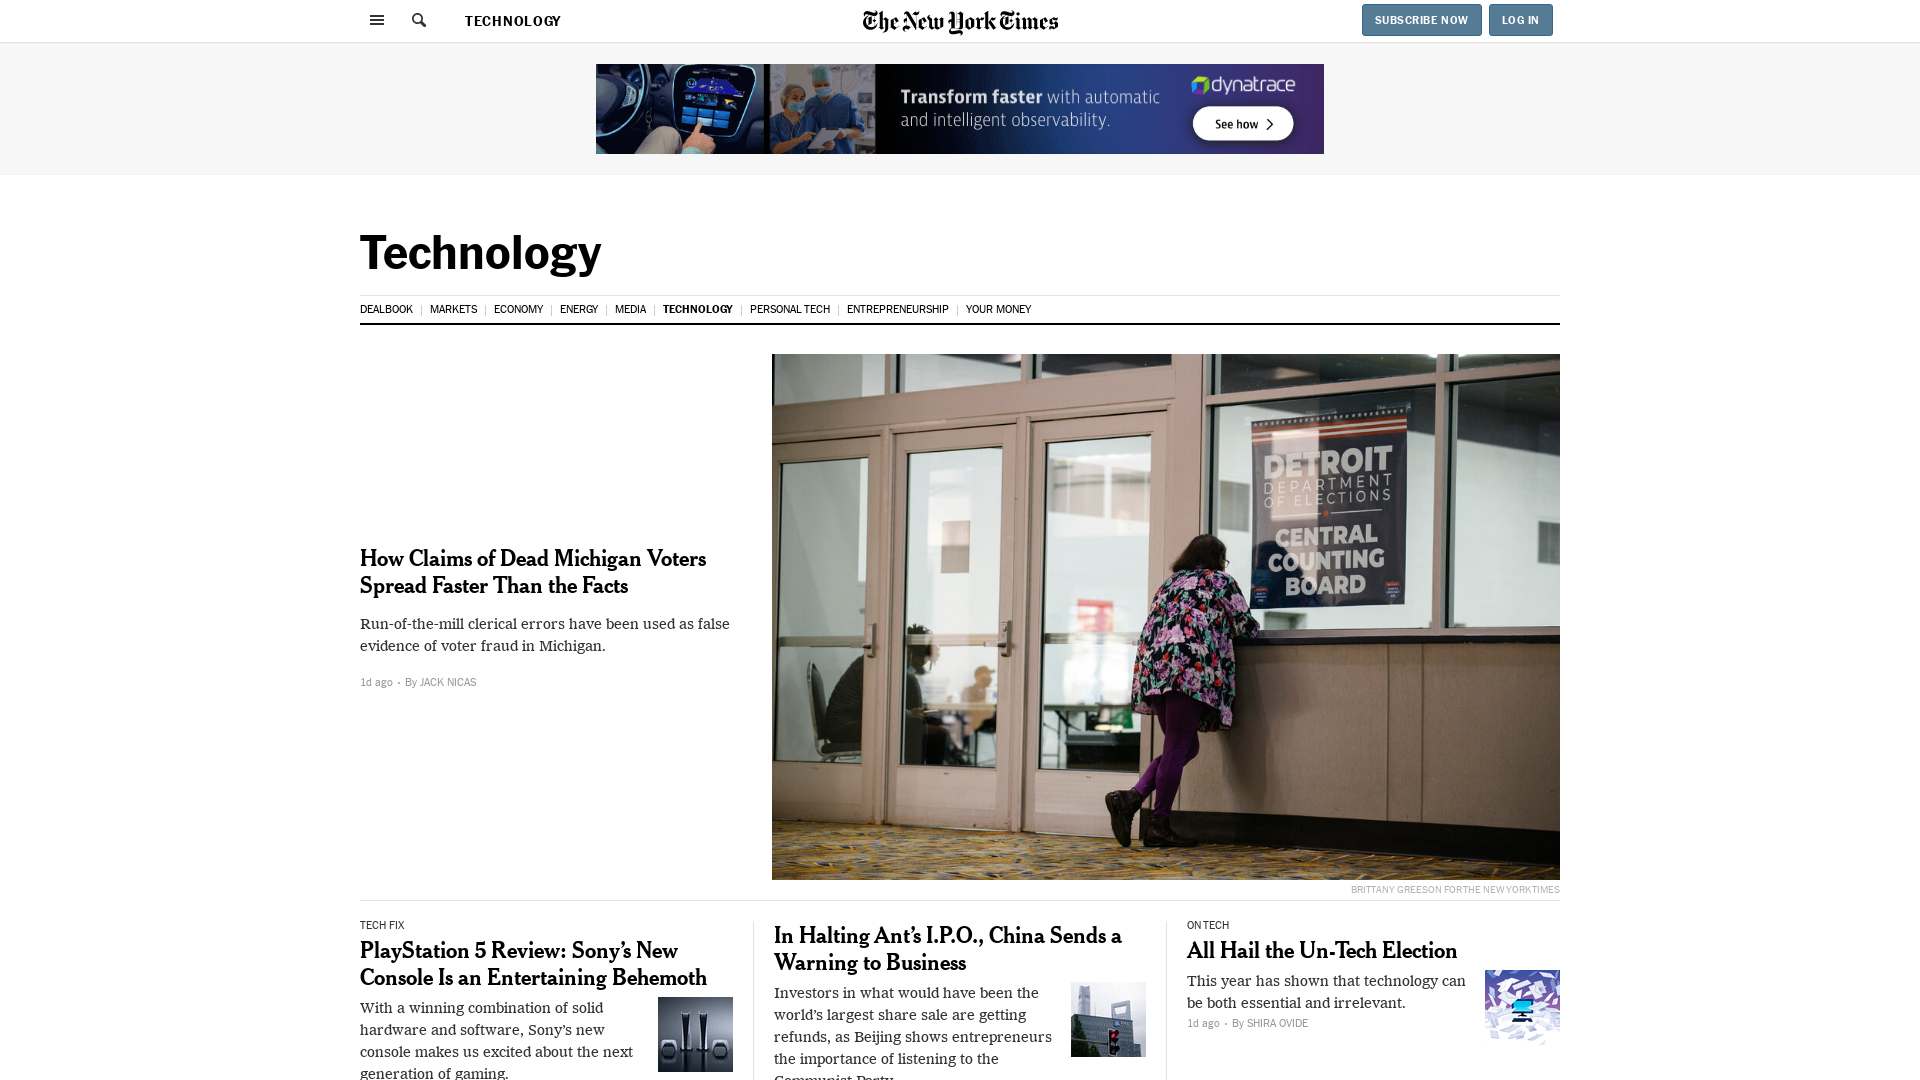 TECHNOLOGY
The New York Times
SUBSCRIBE NOW
LOG IN
Transform faster with automatic
and intelligent observability.
dynatrace
See how
Technology
DEALBOOK
MARKETS
ECONOMY
ENERGY
MEDIA
TECHNOLOGY
PERSONAL TECH
ENTREPRENEURSHIP
YOUR MONEY
How Claims of Dead Michigan Voters
Spread Faster Than the Facts
Run-of-the-mill clerical errors have been used as false
evidence of voter fraud in Michigan.
1d ago • By JACK NICAS
DETROIT
DEPARTMENT
OF ELECTIONS
CENTRAL
COUNTING
BOARD
BRITTANY GREESON FOR THE NEW YORK TIMES
TECH FIX
PlayStation 5 Review: Sony’s New
Console Is an Entertaining Behemoth
With a winning combination of solid
hardware and software, Sony’s new
console makes us excited about the next
generation of gaming.
In Halting Ant’s I.P.O., China Sends a
Warning to Business
Investors in what would have been the
world’s largest share sale are getting
refunds, as Beijing shows entrepreneurs
the importance of listening to the
Communist Party.
ON TECH
All Hail the Un-Tech Election
This year has shown that technology can
be both essential and irrelevant.
1d ago • By SHIRA OVIDE